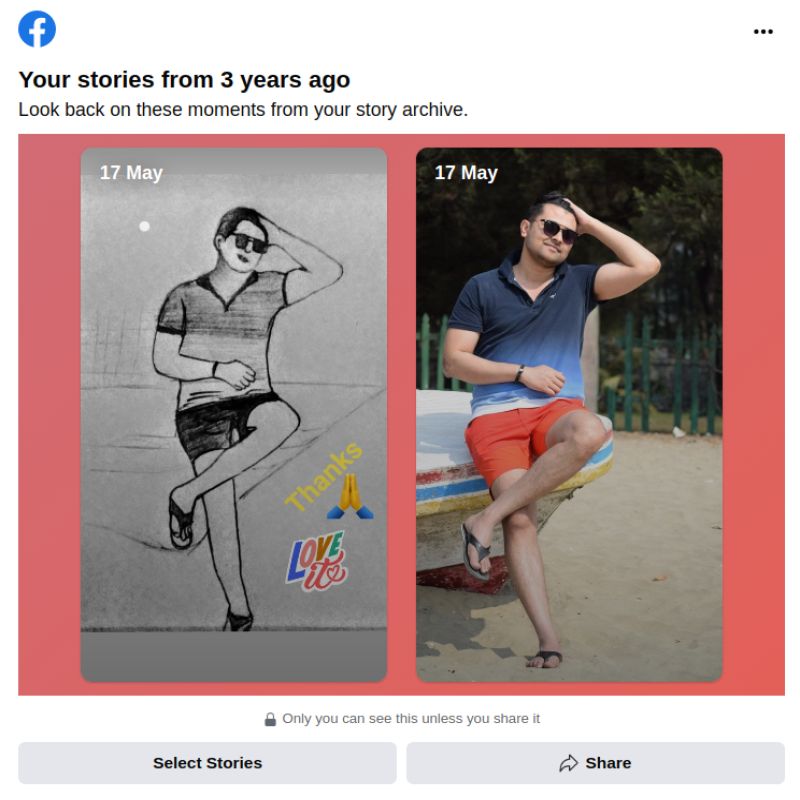 Your stories from 3 years ago
Look back on these moments from your story archive.
17 May
17 May
Thanks
LOVE
it
Only you can see this unless you share it
Select Stories
Share